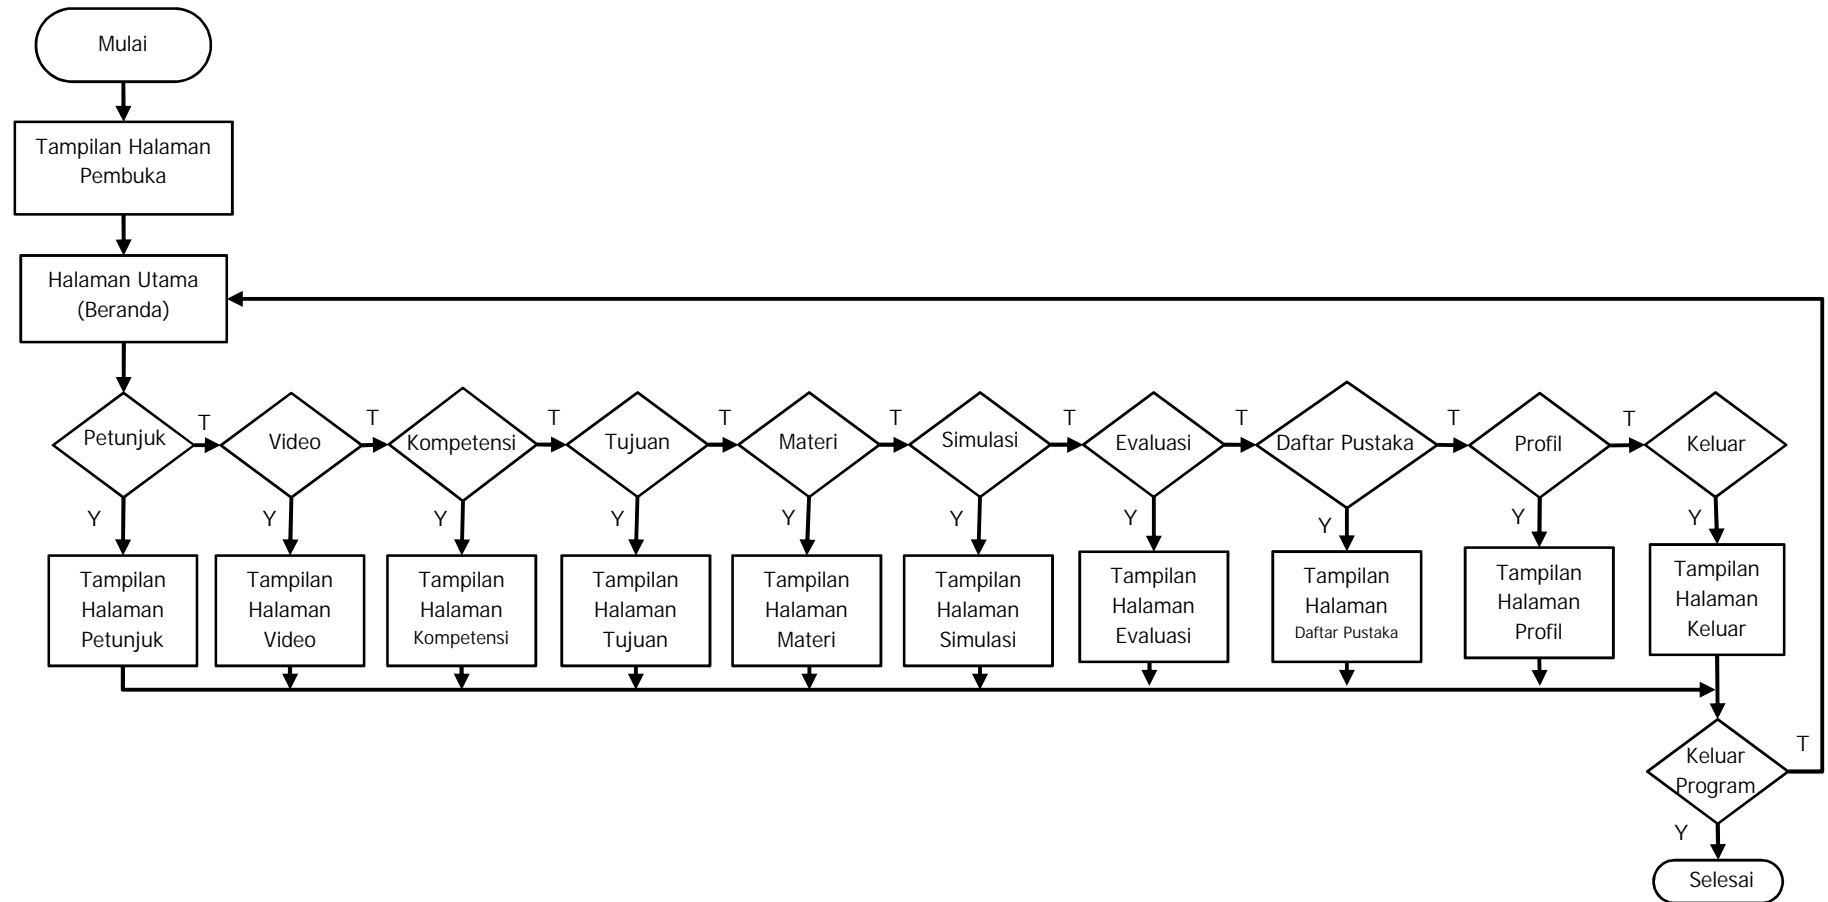 Mulai
Tampilan Halaman
Pembuka
Halaman Utama
(Beranda)
Petunjuk
T
Video
T
Kompetensi
T
Tujuan
T
Materi
T
Simulasi
T
Evaluasi
T
Daftar Pustaka
T
Profil
T
Keluar
Y
Y
Y
Y
Y
Y
Y
Y
Y
Y
Tampilan
Halaman
Petunjuk
Tampilan
Halaman
Video
Tampilan
Halaman
Kompetensi
Tampilan
Halaman
Tujuan
Tampilan
Halaman
Materi
Tampilan
Halaman
Simulasi
Tampilan
Halaman
Evaluasi
Tampilan
Halaman
Daftar Pustaka
Tampilan
Halaman
Profil
Tampilan
Halaman
Keluar
Keluar
Program
T
Y
Selesai